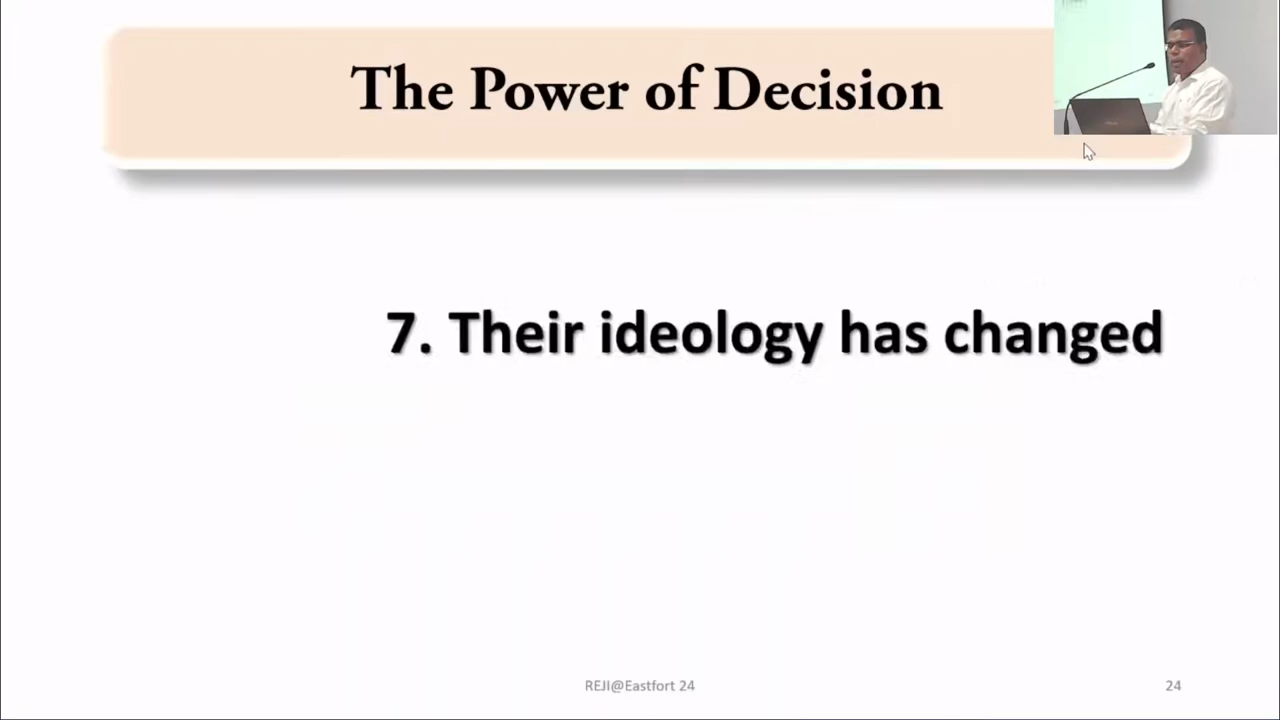 The Power of Decision
7. Their ideology has changed
REJI@Eastfort 24
24